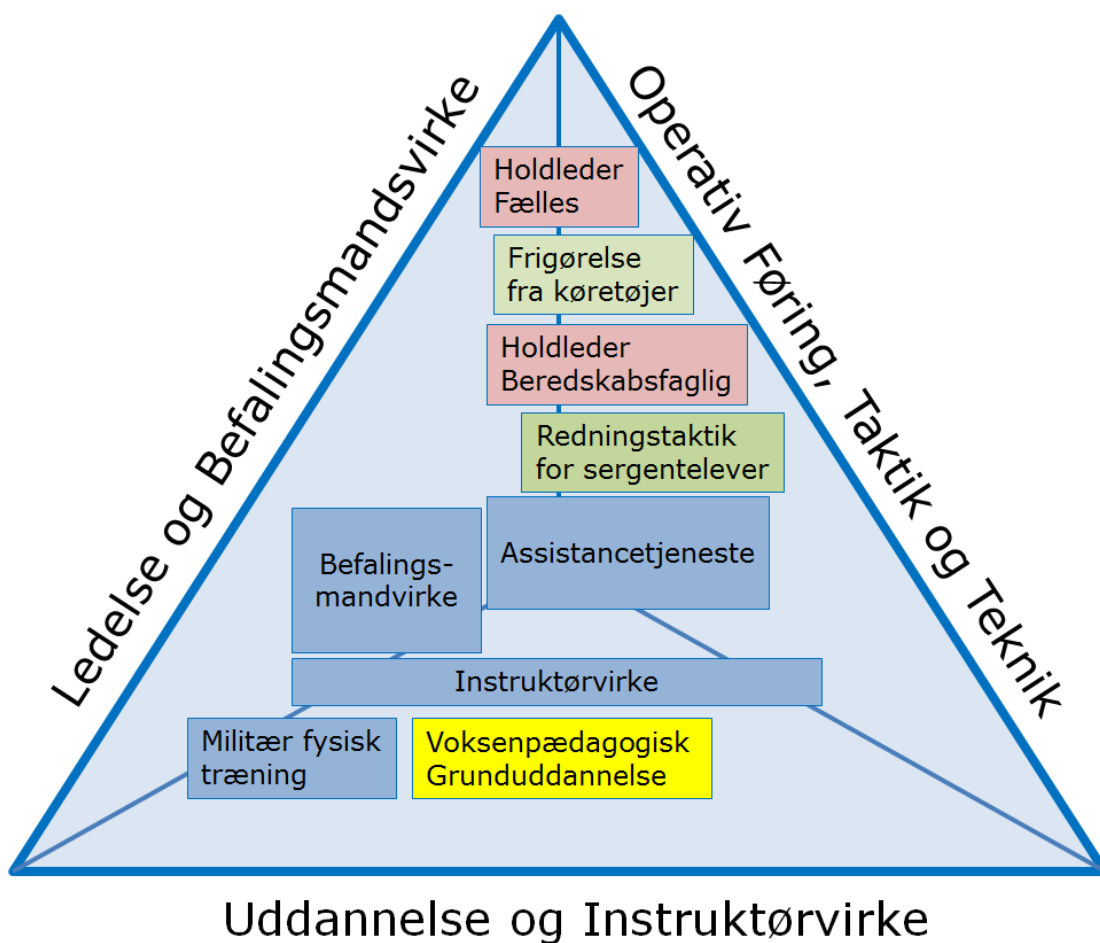 Ledelse og Befalingsmandsvirke
Operativ Føring, Taktik og Teknik
Holdleder
Fælles
Frigørelse
fra køretøjer
Holdleder
Beredskabsfaglig
Redningstaktik
for sergentelever
Befalings-
mandvirke
Assistancetjeneste
Instruktørvirke
Militær fysisk
træning
Voksenpædagogisk
Grunduddannelse
Uddannelse og Instruktørvirke